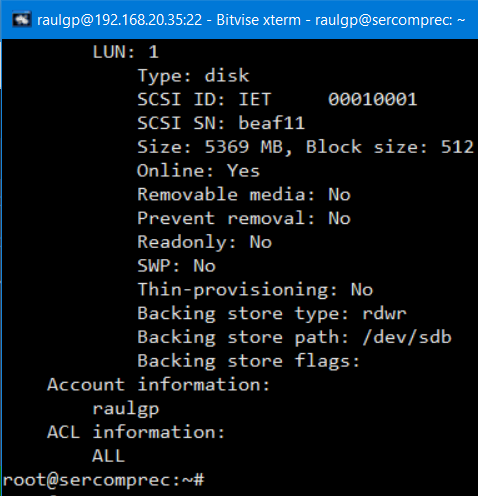 raulgp@192.168.20.35:22 - Bitvise xterm - raulgp@sercomprec: ~
LUN: 1
Type: disk
SCSI ID: IET     00010001
SCSI SN: beaf11
Size: 5369 MB, Block size: 512
Online: Yes
Removable media: No
Prevent removal: No
Readonly: No
SWP: No
Thin-provisioning: No
Backing store type: rdwr
Backing store path: /dev/sdb
Backing store flags:
Account information:
raulgp
ACL information:
ALL
root@sercomprec:~#